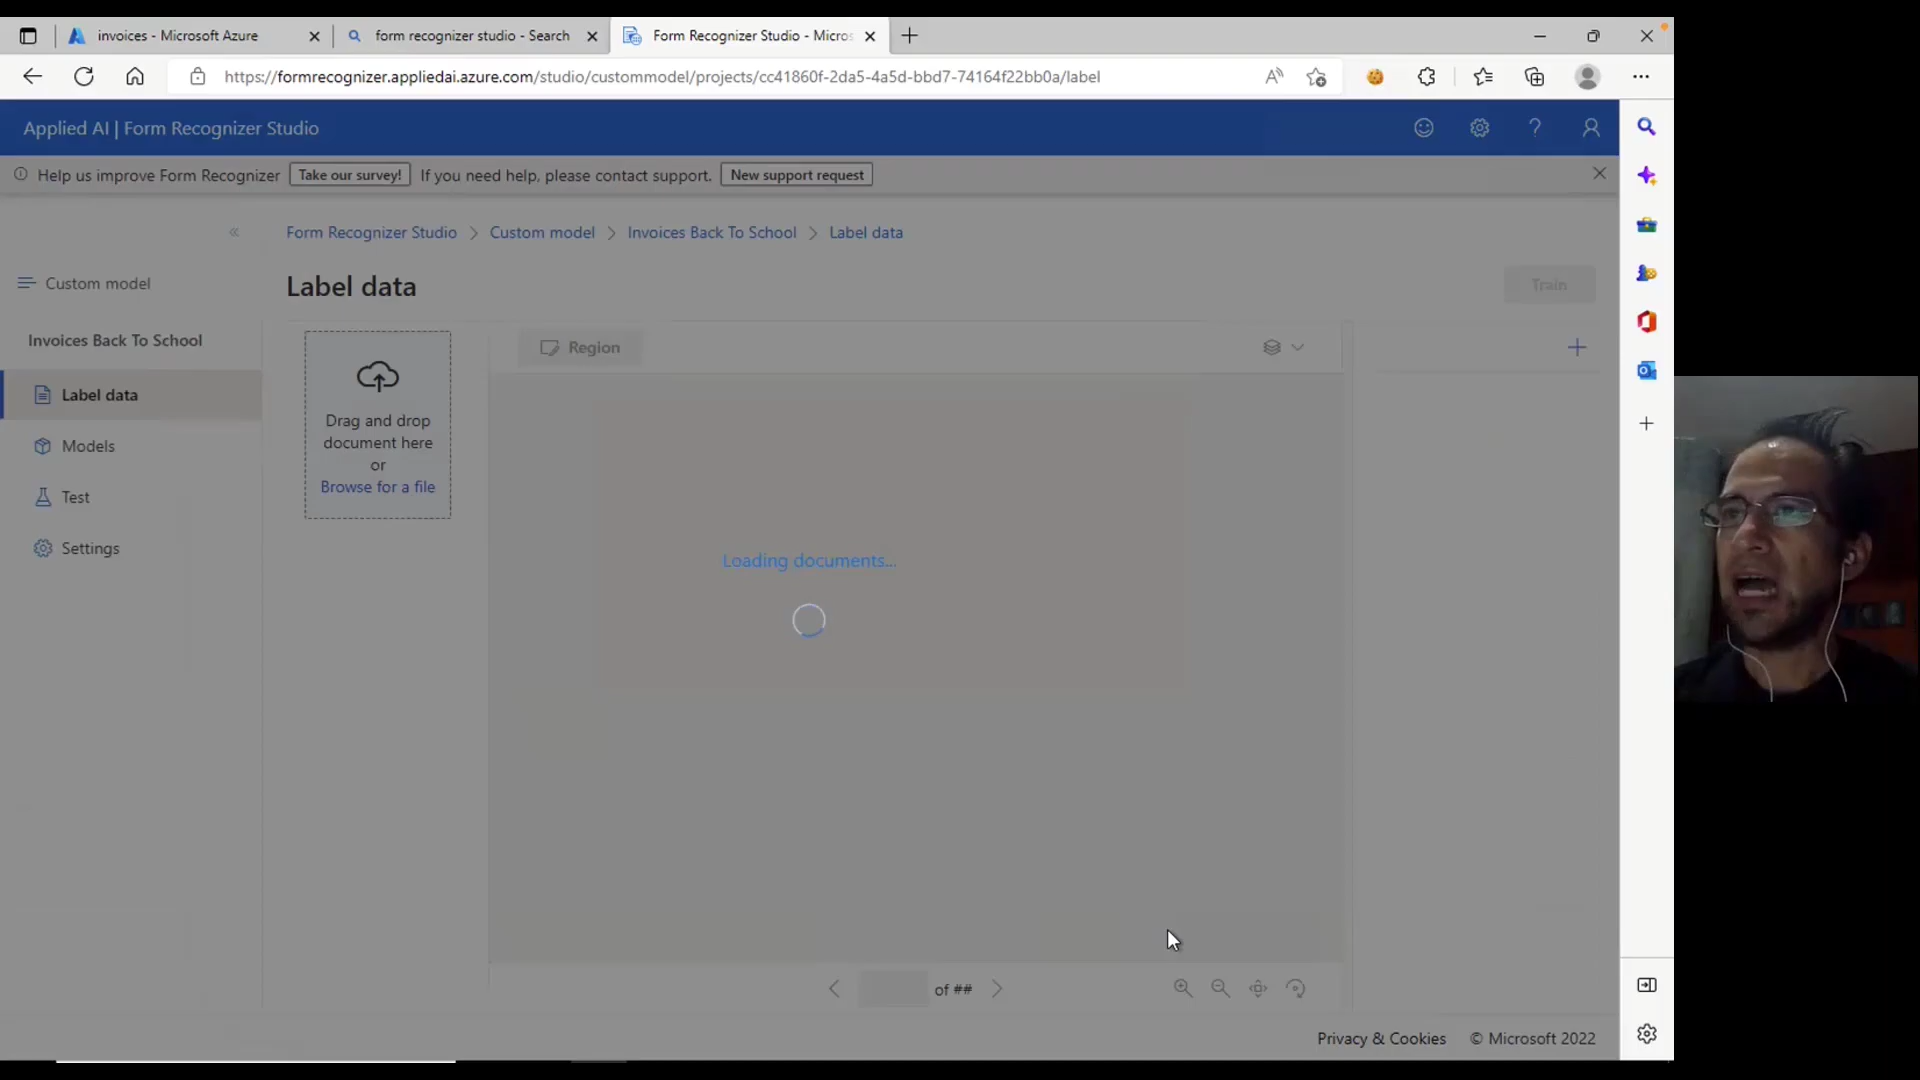 invoices - Microsoft Azure
form recognizer studio - Search
Form Recognizer Studio - Micros
https://formrecognizer.appliedai.azure.com/studio/custommodel/projects/cc41860f-2da5-4a5d-bbd7-74164f22bb0a/label
Applied AI | Form Recognizer Studio
Help us improve Form Recognizer Take our survey! If you need help, please contact support. New support request
Form Recognizer Studio > Custom model > Invoices Back To School > Label data
Custom model
Label data
Train
Invoices Back To School
Label data
Models
Test
Settings
Drag and drop
document here
or
Browse for a file
Region
Loading documents...
of ##
Privacy & Cookies © Microsoft 2022